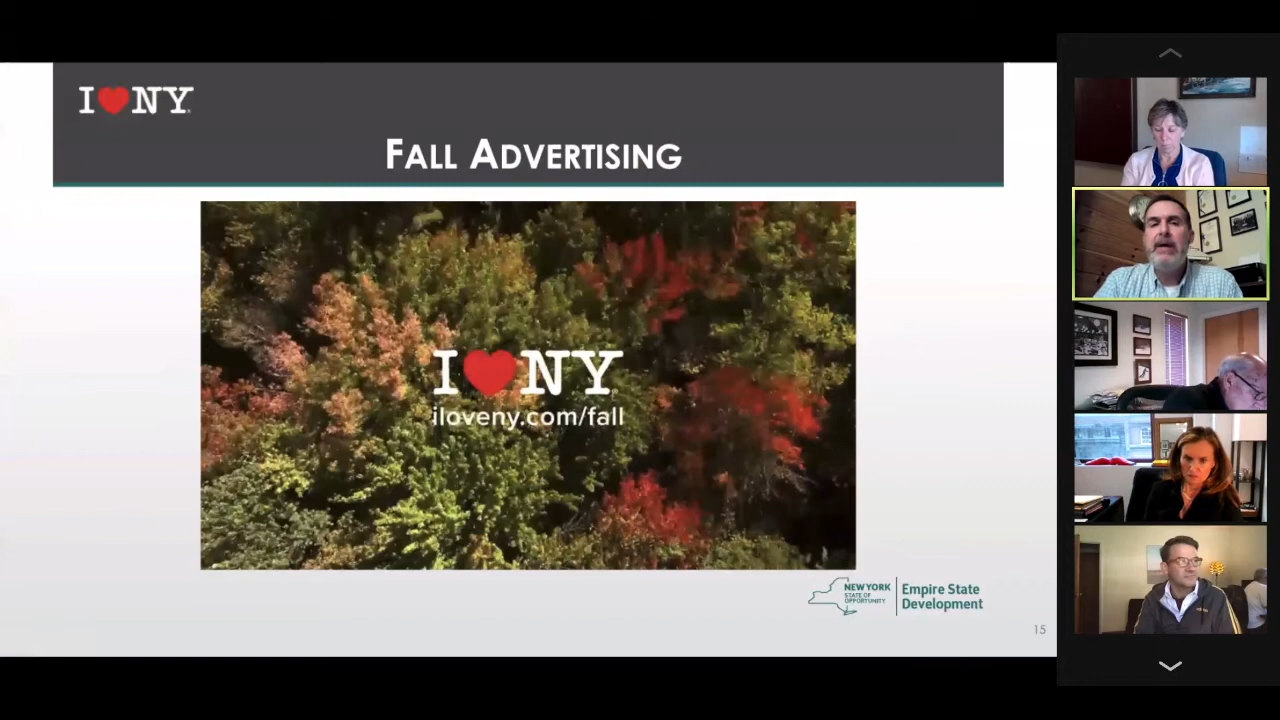 I ♥ NY
FALL ADVERTISING
I ♥ NY
iloveny.com/fall
NEW YORK
STATE OF
OPPORTUNITY
Empire State
Development
15